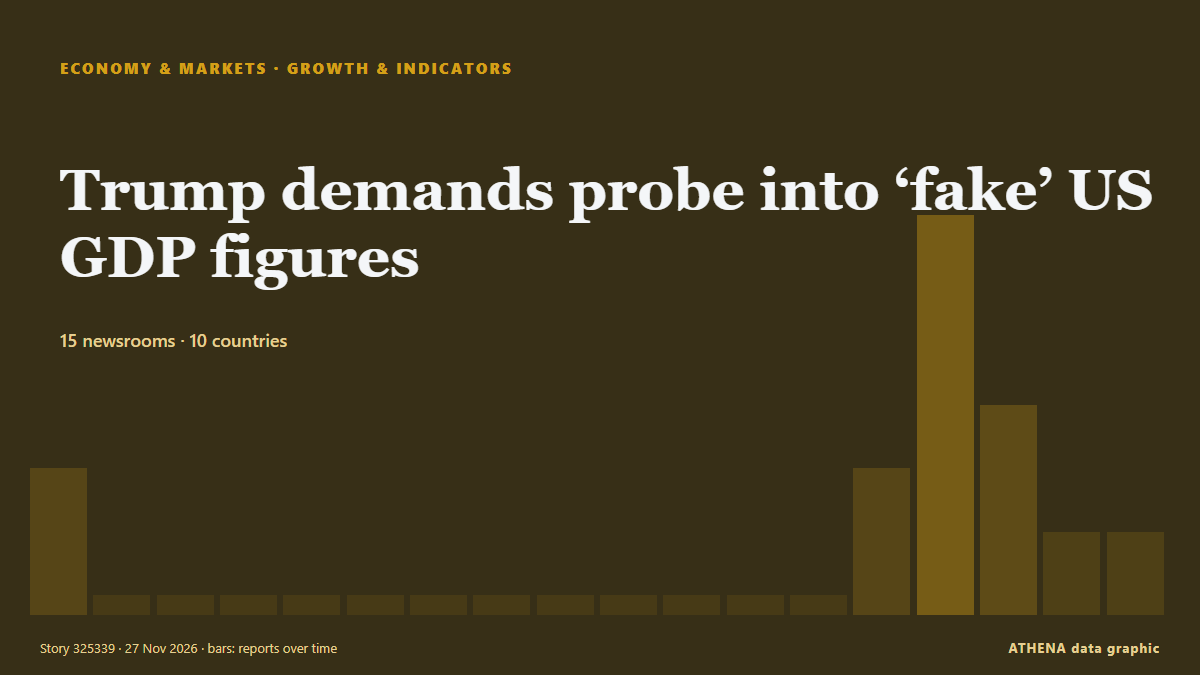 ECONOMY & MARKETS · GROWTH & INDICATORS
Trump demands probe into ‘fake’ US
GDP figures
15 newsrooms · 10 countries
Story 325339 · 27 Nov 2026 · bars: reports over time
ATHENA data graphic